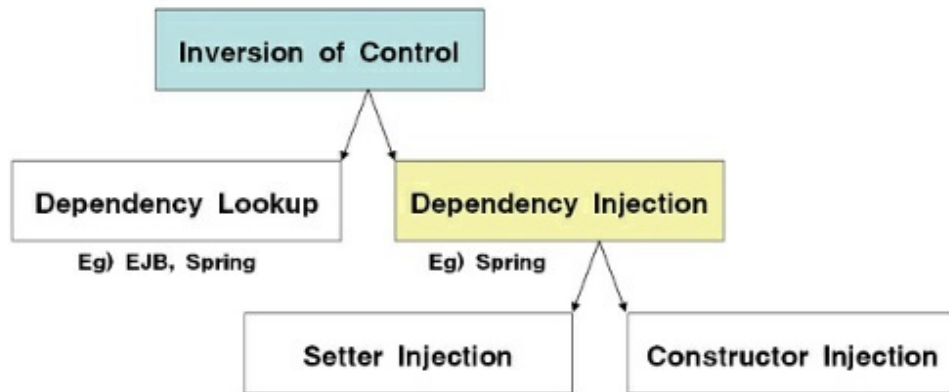 Inversion of Control
Dependency Lookup
Dependency Injection
Eg) EJB, Spring
Eg) Spring
Setter Injection
Constructor Injection